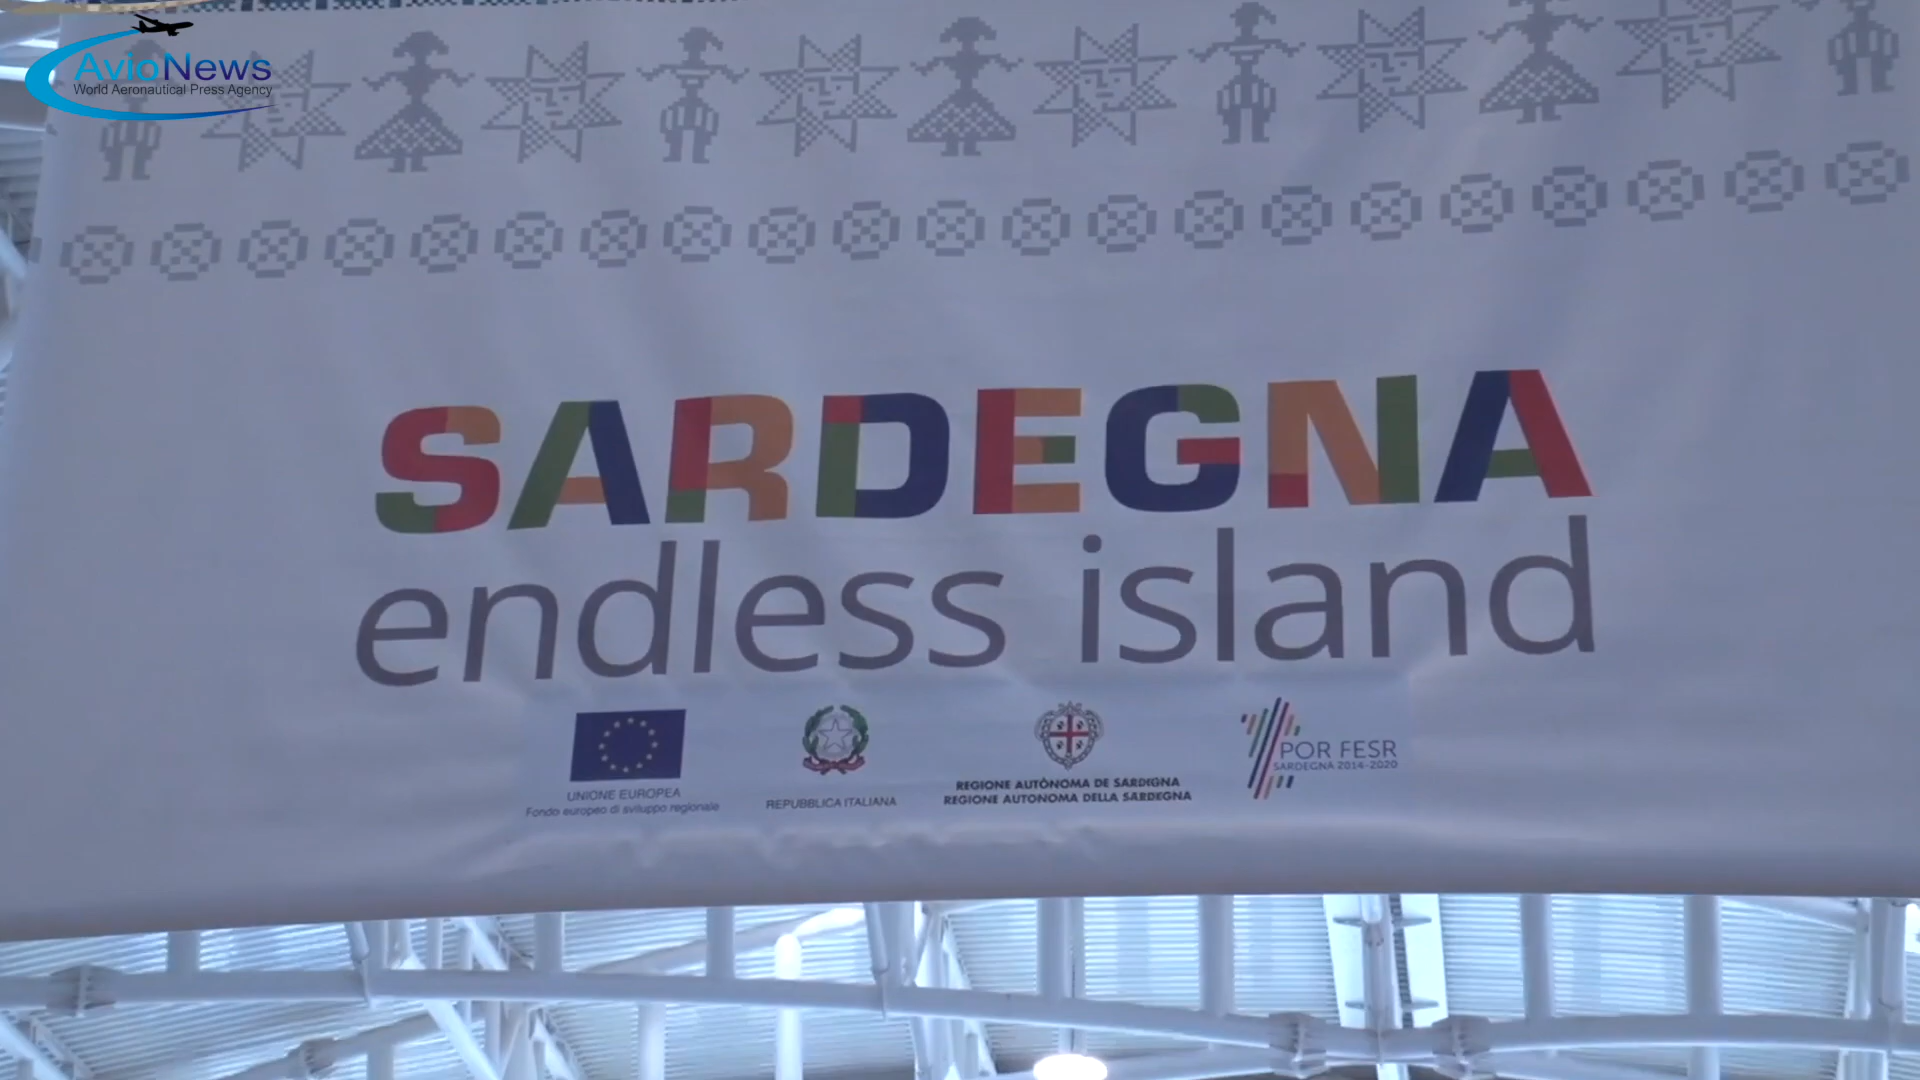 AvioNews
World Aeronautical Press Agency
SARDEGNA
endless island
UNIONE EUROPEA
Fondo europeo di sviluppo regionale
REPUBBLICA ITALIANA
REGIONE AUTÒNOMA DE SARDIGNA
REGIONE AUTONOMA DELLA SARDEGNA
POR FESR
SARDEGNA 2014-2020